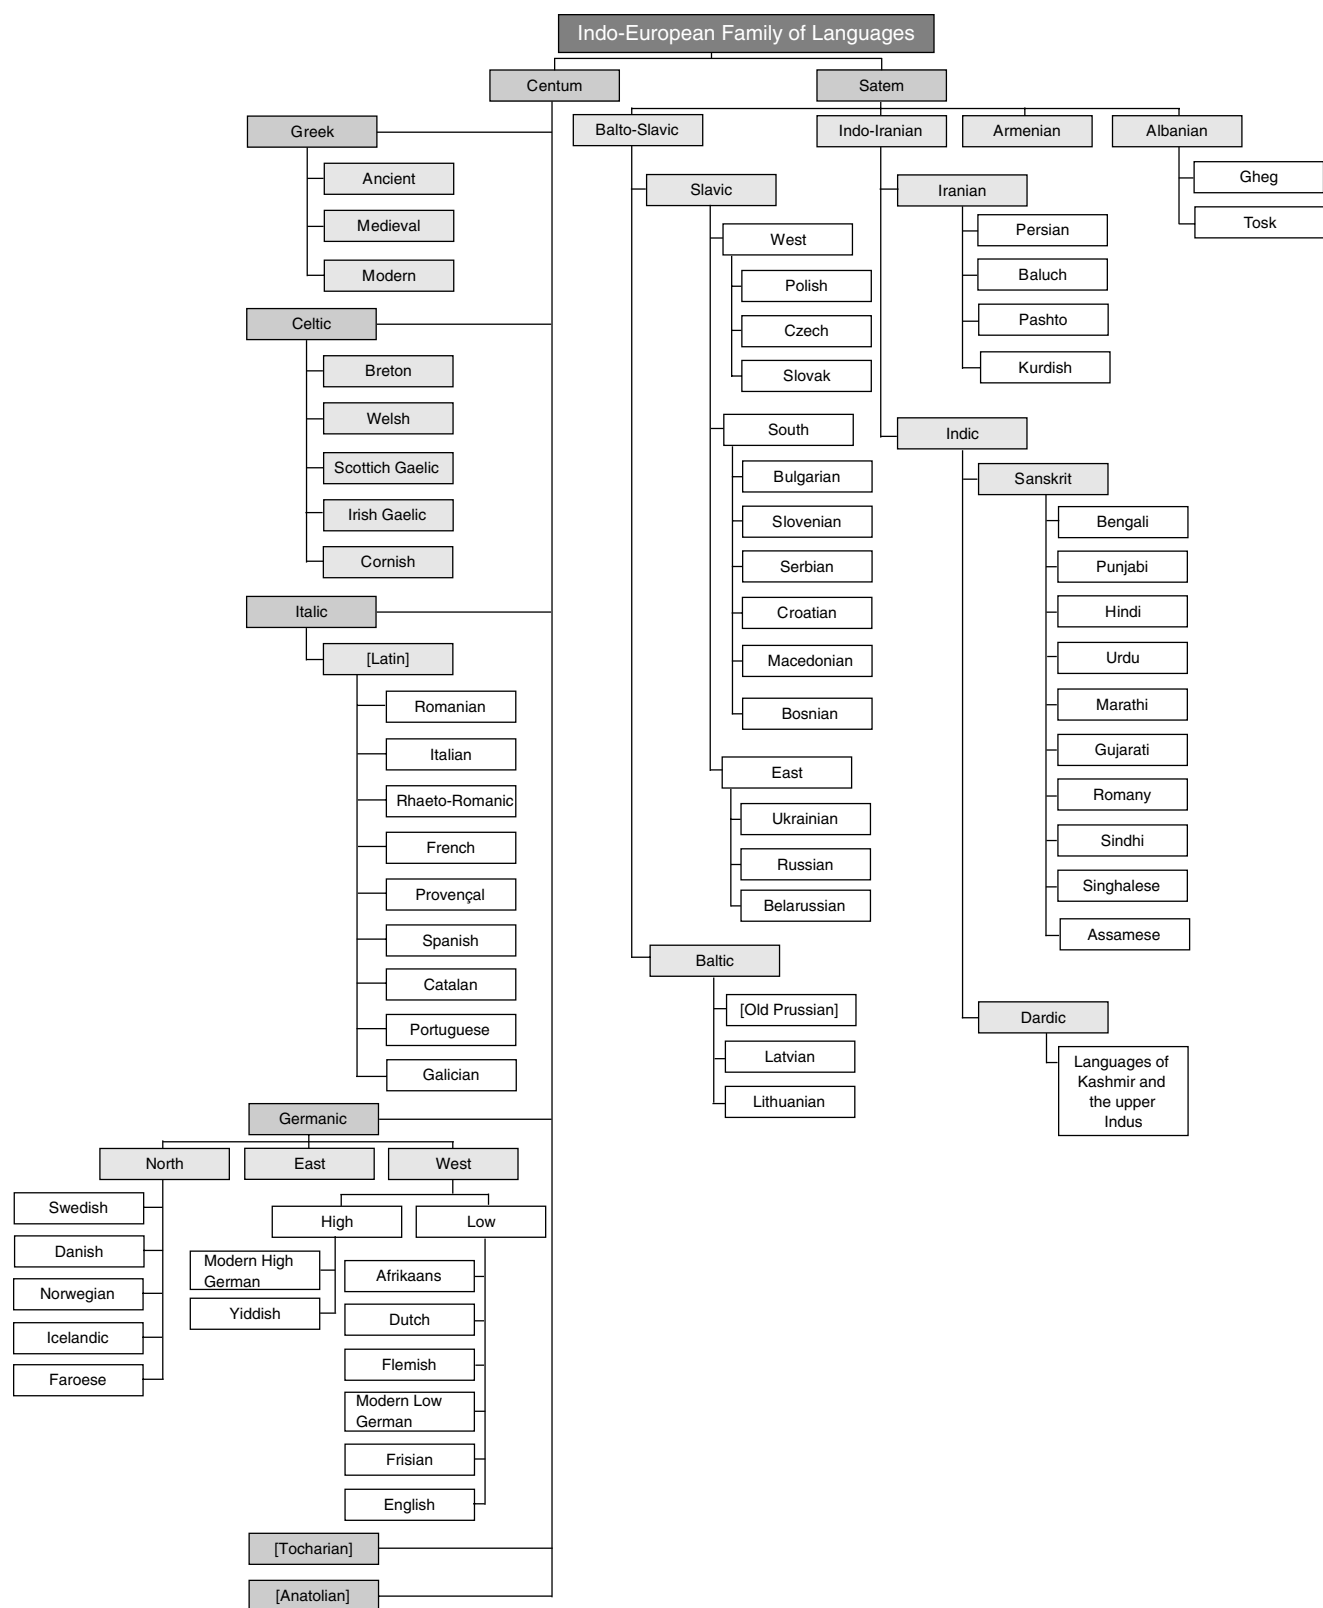 Indo-European Family of Languages
Centum
Satem
Greek
Ancient
Medieval
Modern
Celtic
Breton
Welsh
Scottich Gaelic
Irish Gaelic
Cornish
Italic
[Latin]
Romanian
Italian
Rhaeto-Romanic
French
Provençal
Spanish
Catalan
Portuguese
Galician
Germanic
North
East
West
Swedish
Danish
Norwegian
Icelandic
Faroese
High
Low
Modern High
German
Yiddish
Afrikaans
Dutch
Flemish
Modern Low
German
Frisian
English
[Tocharian]
[Anatolian]
Balto-Slavic
Indo-Iranian
Armenian
Albanian
Slavic
West
Polish
Czech
Slovak
South
Bulgarian
Slovenian
Serbian
Croatian
Macedonian
Bosnian
East
Ukrainian
Russian
Belarussian
Baltic
[Old Prussian]
Latvian
Lithuanian
Iranian
Persian
Baluch
Pashto
Kurdish
Indic
Sanskrit
Bengali
Punjabi
Hindi
Urdu
Marathi
Gujarati
Romany
Sindhi
Singhalese
Assamese
Dardic
Languages of
Kashmir and
the upper
Indus
Gheg
Tosk